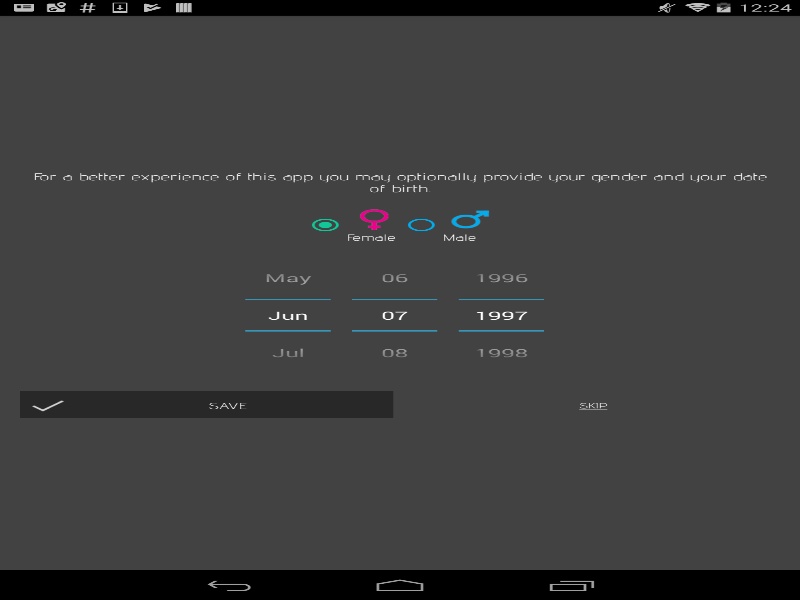 12:24
For a better experience of this app you may optionally provide your gender and your date
of birth.
Female Male
May 06 1996
Jun 07 1997
Jul 08 1998
SAVE SKIP